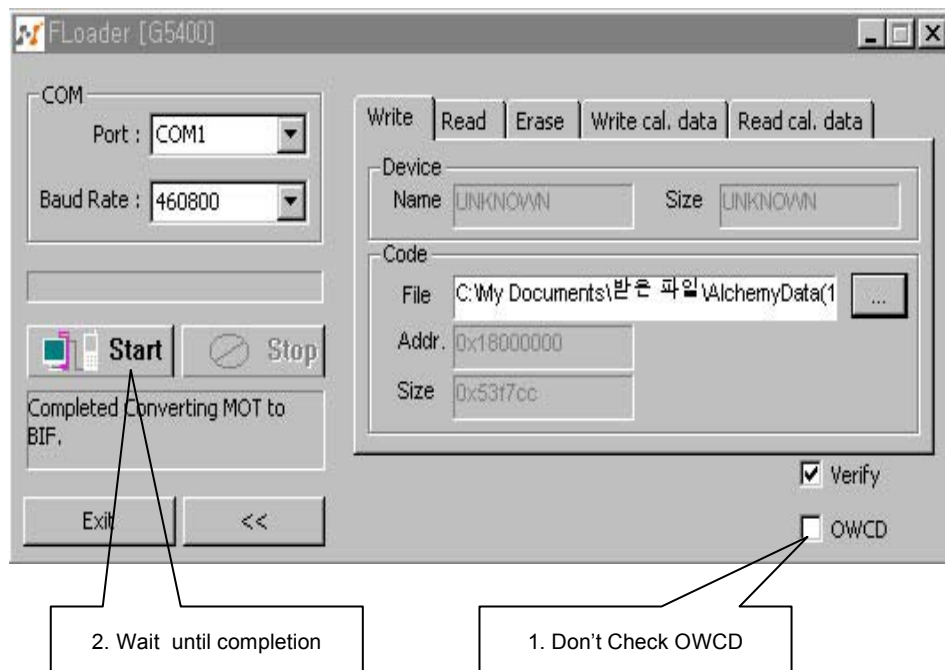 FLoader [G5400]
COM
Port : COM1
Baud Rate : 460800
Start Stop
Completed Converting MOT to
BIF.
Exit <<
Write Read Erase Write cal. data Read cal. data
Device
Name UNKNOWN Size UNKNOWN
Code
File C:\My Documents\받은 파일\AlchemyData(1 ...
Addr. 0x18000000
Size 0x53f7cc
Verify
OWCD
2. Wait until completion
1. Don’t Check OWCD